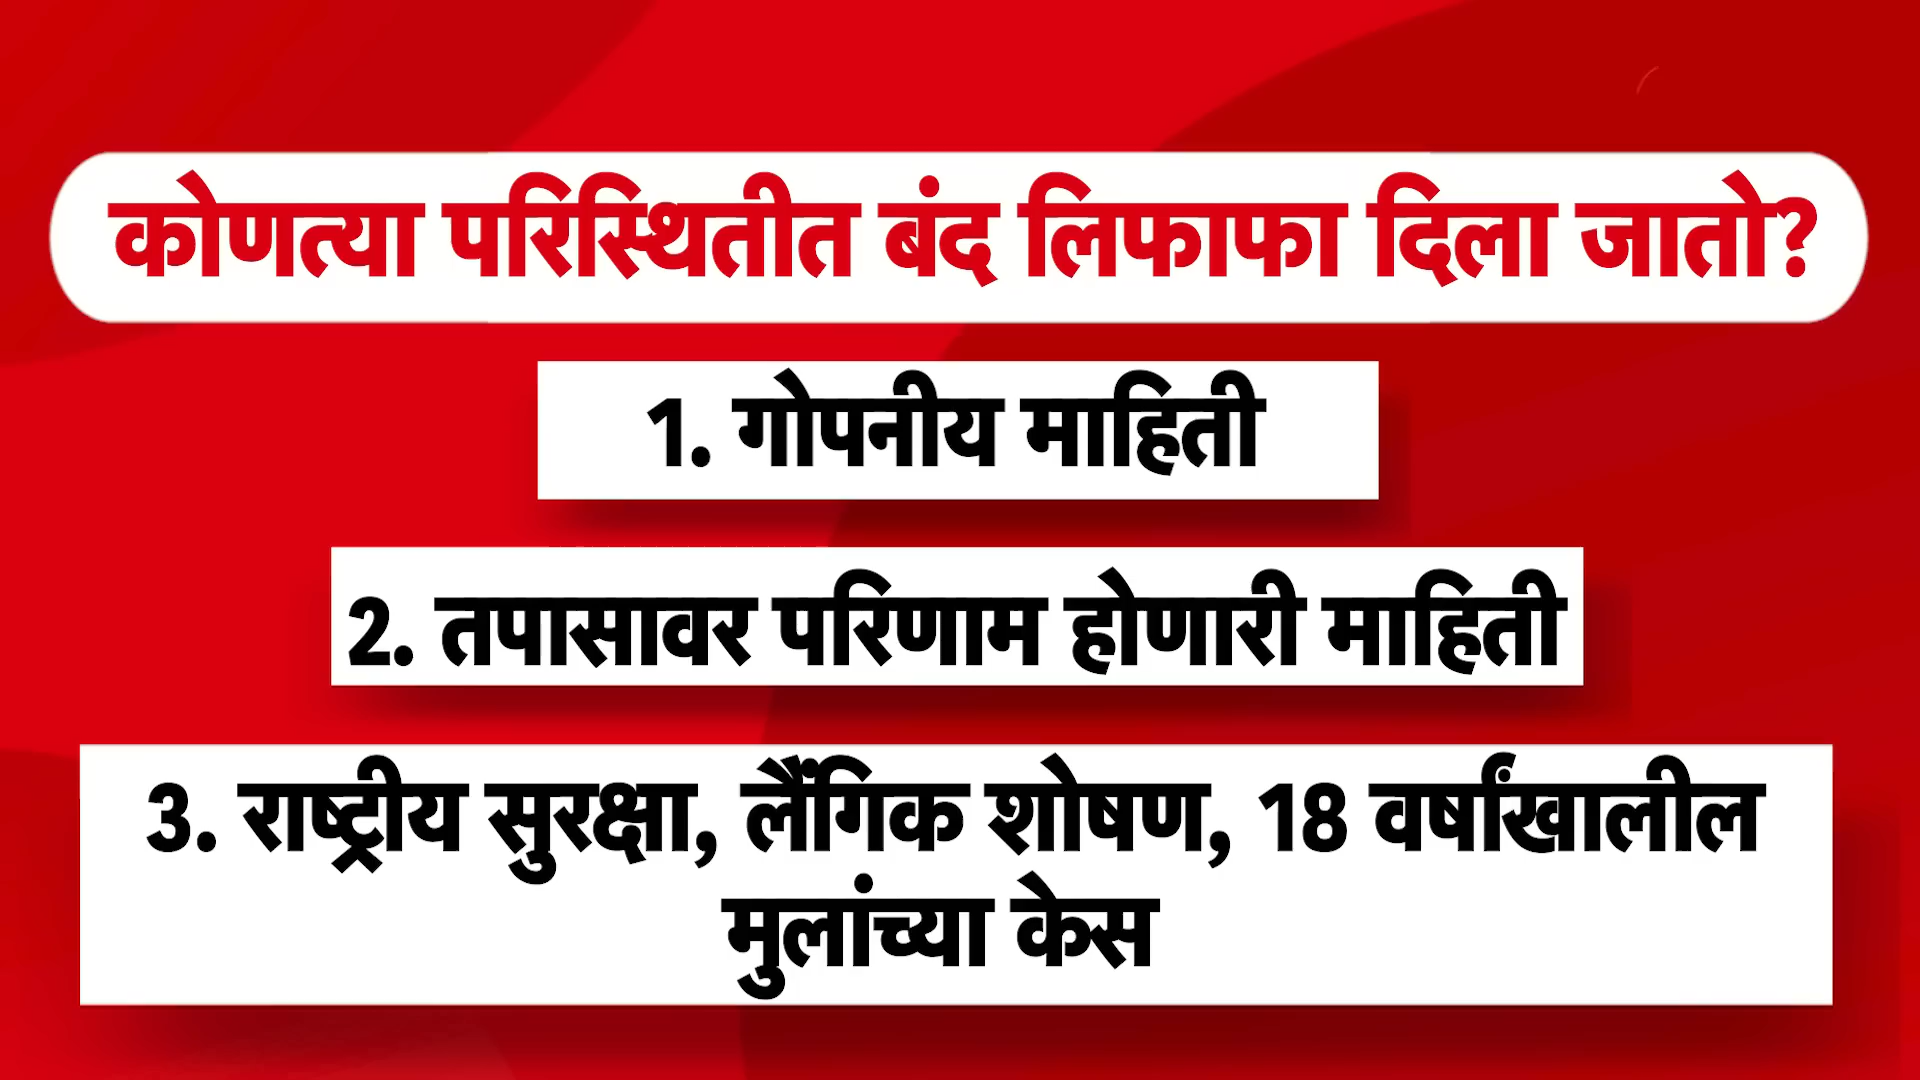 कोणत्या परिस्थितीत बंद लिफाफा दिला जातो?
1. गोपनीय माहिती
2. तपासावर परिणाम होणारी माहिती
3. राष्ट्रीय सुरक्षा, लैंगिक शोषण, 18 वर्षांखालील
मुलांच्या केस